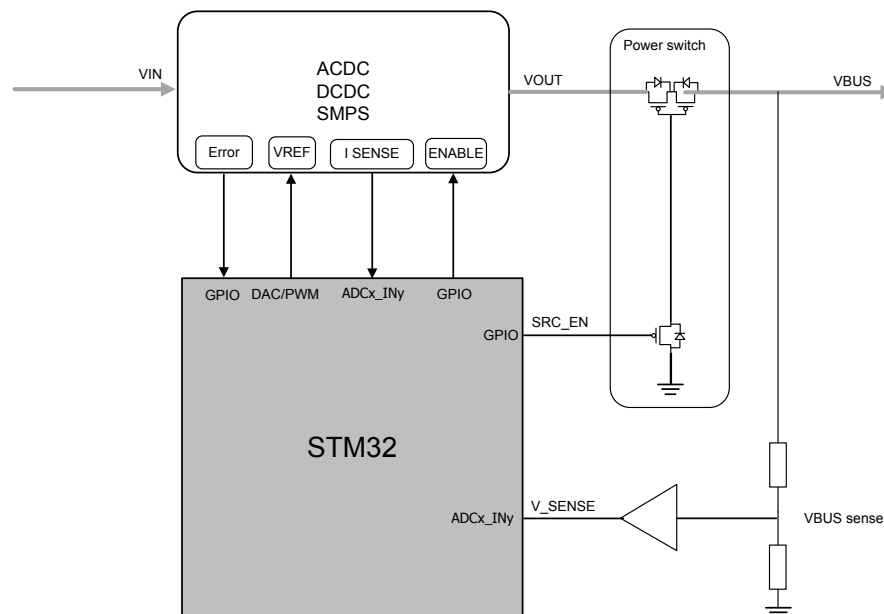 Power switch
VIN
ACDC
DCDC
SMPS
VOUT
VBUS
Error
VREF
I SENSE
ENABLE
GPIO
DAC/PWM
ADCx_INy
GPIO
GPIO
SRC_EN
STM32
ADCx_INy
V_SENSE
VBUS sense